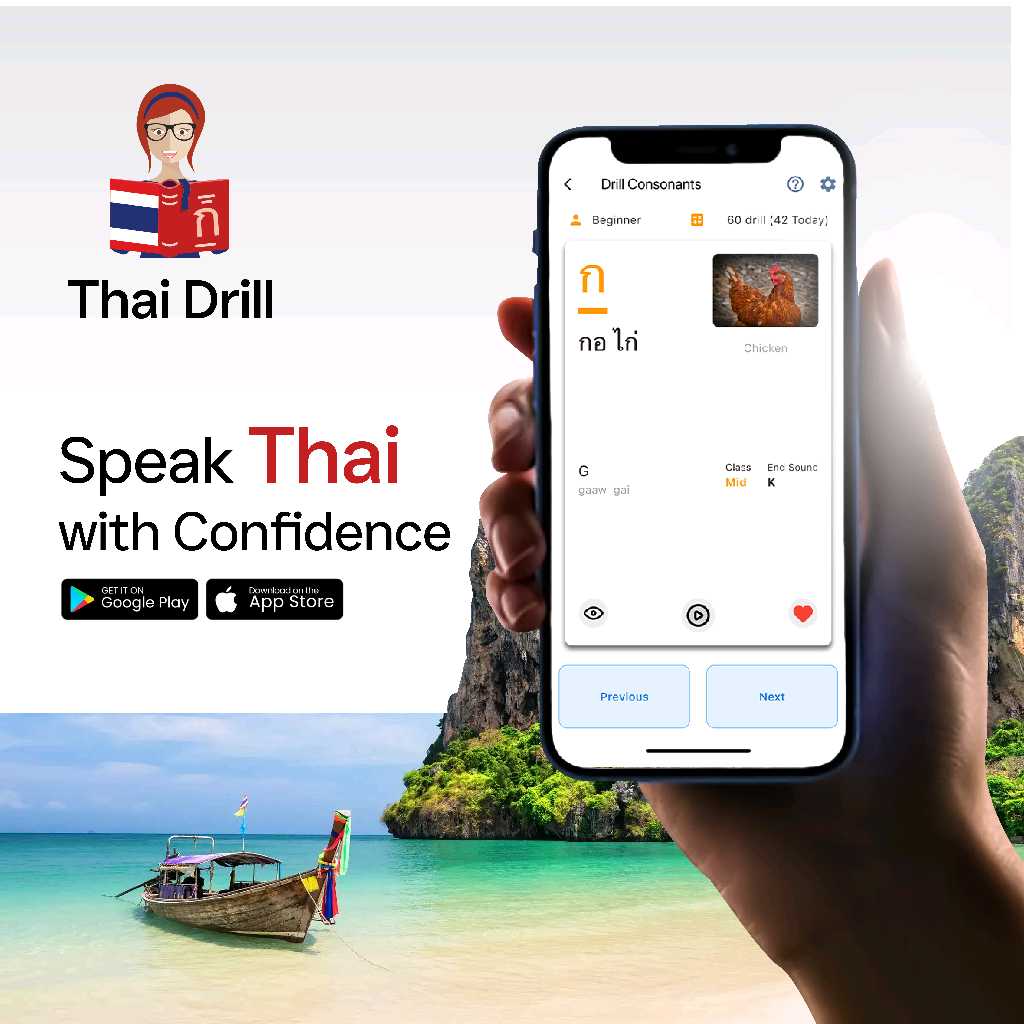 กี
Thai Drill
Speak Thai
with Confidence
GET IT ON
Google Play
Download on the
App Store
Drill Consonants
Beginner
60 drill (42 Today)
ก
กอ ไก่
Chicken
G
gaaw gai
Class
Mid
End Sound
K
Previous
Next